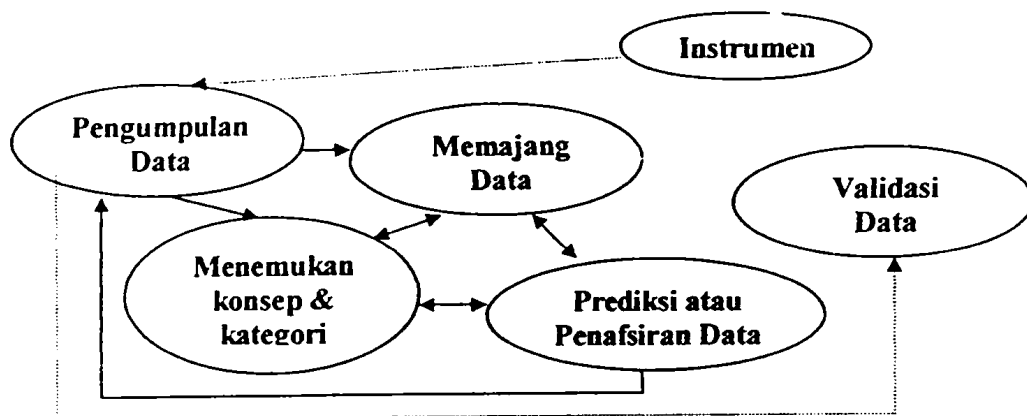 Instrumen
Pengumpulan
Data
Memajang
Data
Validasi
Data
Menemukan
konsep &
kategori
Prediksi atau
Penafsiran Data